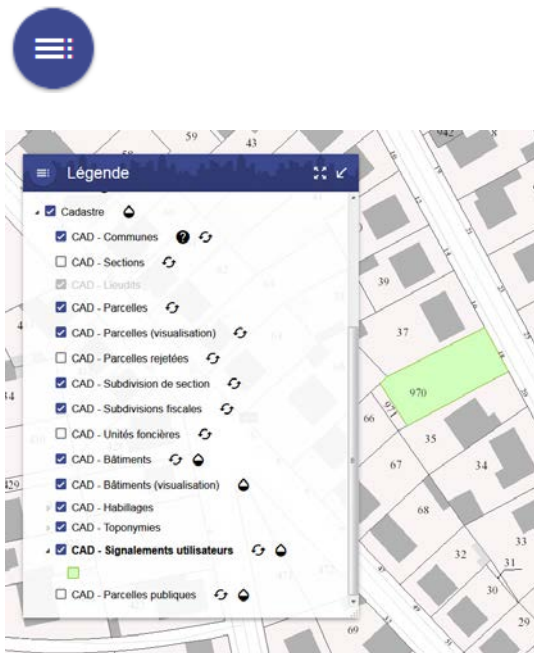 59
43
942
Légende
Cadastre
CAD - Communes
CAD - Sections
CAD - Lieudits
CAD - Parcelles
CAD - Parcelles (visualisation)
CAD - Parcelles rejetées
CAD - Subdivision de section
CAD - Subdivisions fiscales
CAD - Unités foncières
CAD - Bâtiments
CAD - Bâtiments (visualisation)
CAD - Habillages
CAD - Toponymies
CAD - Signalements utilisateurs
CAD - Parcelles publiques
39
37
970
971
66
35
67
34
68
33
32
31
30
29
69